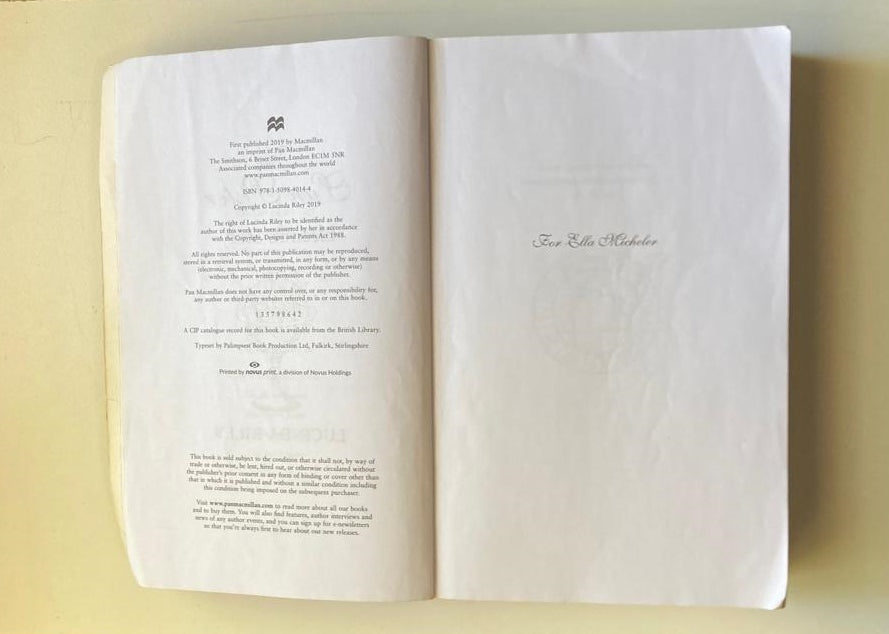 First published 2019 by Macmillan
an imprint of Pan Macmillan
The Smithson, 6 Briset Street, London EC1M 5NR
Associated companies throughout the world
www.panmacmillan.com
ISBN 978-1-5098-4014-4
Copyright © Lucinda Riley 2019
The right of Lucinda Riley to be identified as the
author of this work has been asserted by her in accordance
with the Copyright, Designs and Patents Act 1988.
All rights reserved. No part of this publication may be reproduced,
stored in a retrieval system, or transmitted, in any form, or by any means
(electronic, mechanical, photocopying, recording or otherwise)
without the prior written permission of the publisher.
Pan Macmillan does not have any control over, or any responsibility for,
any author or third-party websites referred to in or on this book.
1 3 5 7 9 8 6 4 2
A CIP catalogue record for this book is available from the British Library.
Typeset by Palimpsest Book Production Ltd, Falkirk, Stirlingshire
Printed by novus print, a division of Novus Holdings
This book is sold subject to the condition that it shall not, by way of
trade or otherwise, be lent, hired out, or otherwise circulated without
the publisher's prior consent in any form of binding or cover other than
that in which it is published and without a similar condition including
this condition being imposed on the subsequent purchaser.
Visit www.panmacmillan.com to read more about all our books
and to buy them. You will also find features, author interviews and
news of any author events, and you can sign up for e-newsletters
so that you're always first to hear about our new releases.
For Ella Micheler